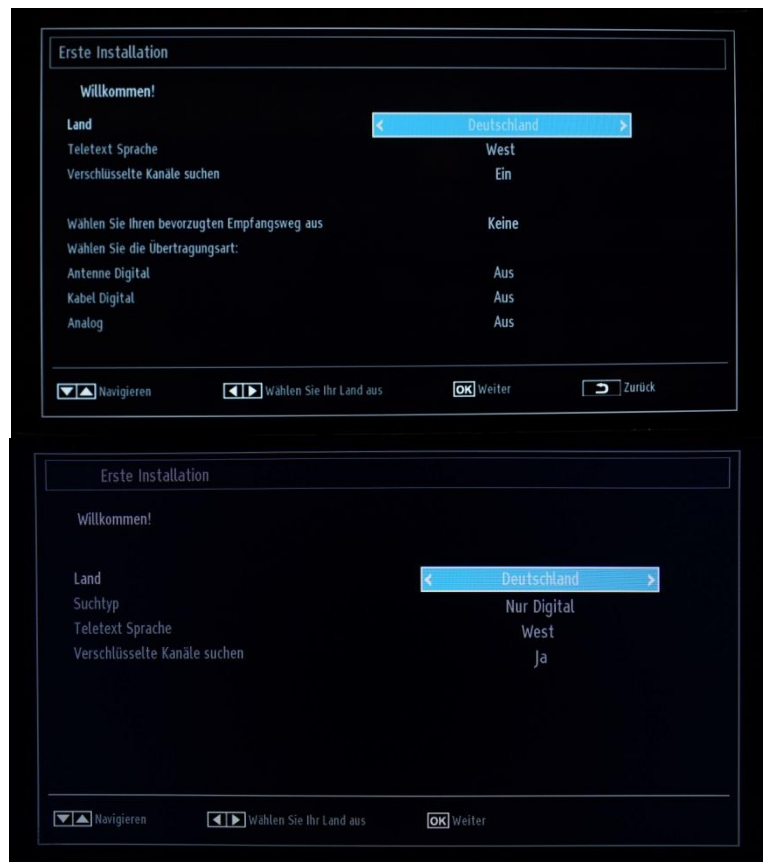 Erste Installation
Willkommen!
Land < Deutschland >
Teletext Sprache West
Verschlüsselte Kanäle suchen Ein
Wählen Sie Ihren bevorzugten Empfangsweg aus Keine
Wählen Sie die Übertragungsart:
Antenne Digital Aus
Kabel Digital Aus
Analog Aus
Navigieren Wählen Sie Ihr Land aus OK Weiter Zurück
Erste Installation
Willkommen!
Land < Deutschland >
Suchtyp Nur Digital
Teletext Sprache West
Verschlüsselte Kanäle suchen Ja
Navigieren Wählen Sie Ihr Land aus OK Weiter